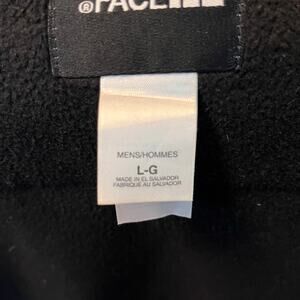 ®FACE
MENS/HOMMES
L-G
MADE IN EL SALVADOR
FABRIQUE AU SALVADOR